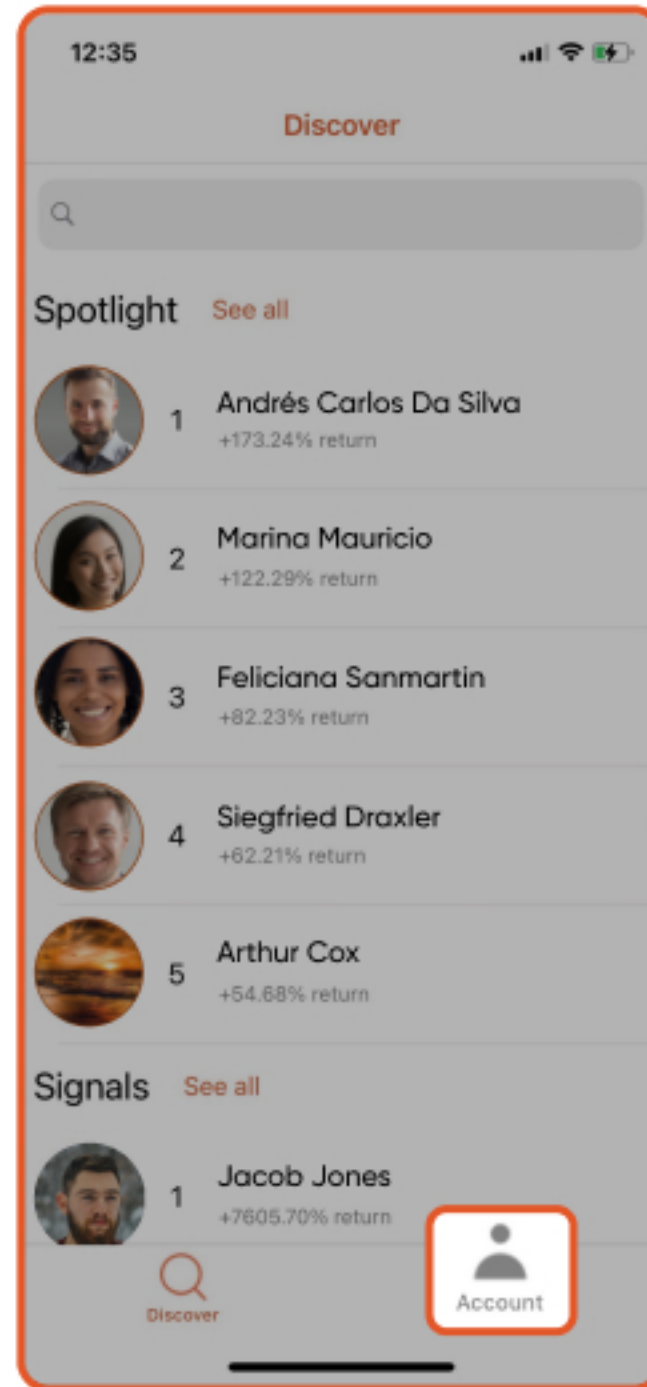 12:35
Discover
Spotlight See all
1 Andrés Carlos Da Silva
+173.24% return
2 Marina Mauricio
+122.29% return
3 Feliciana Sanmartin
+82.23% return
4 Siegfried Draxler
+62.21% return
5 Arthur Cox
+54.68% return
Signals See all
1 Jacob Jones
+7605.70% return
Discover Account